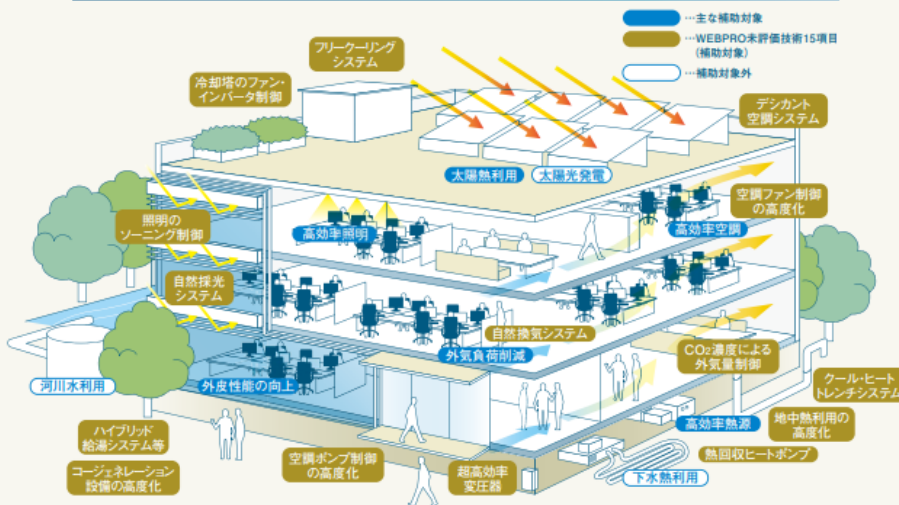 …主な補助対象
…WEBPRO未評価技術15項目
（補助対象）
…補助対象外
フリークーリング
システム
冷却塔のファン・
インバータ制御
デシカント
空調システム
太陽熱利用
太陽光発電
空調ファン制御
の高度化
照明の
ゾーニング制御
高効率照明
高効率空調
自然採光
システム
自然換気システム
外気負荷削減
CO2濃度による
外気量制御
河川水利用
外皮性能の向上
クール・ヒート
トレンチシステム
ハイブリッド
給湯システム等
高効率熱源
地中熱利用の
高度化
コージェネレーション
設備の高度化
空調ポンプ制御
の高度化
超高効率
変圧器
熱回収ヒートポンプ
下水熱利用